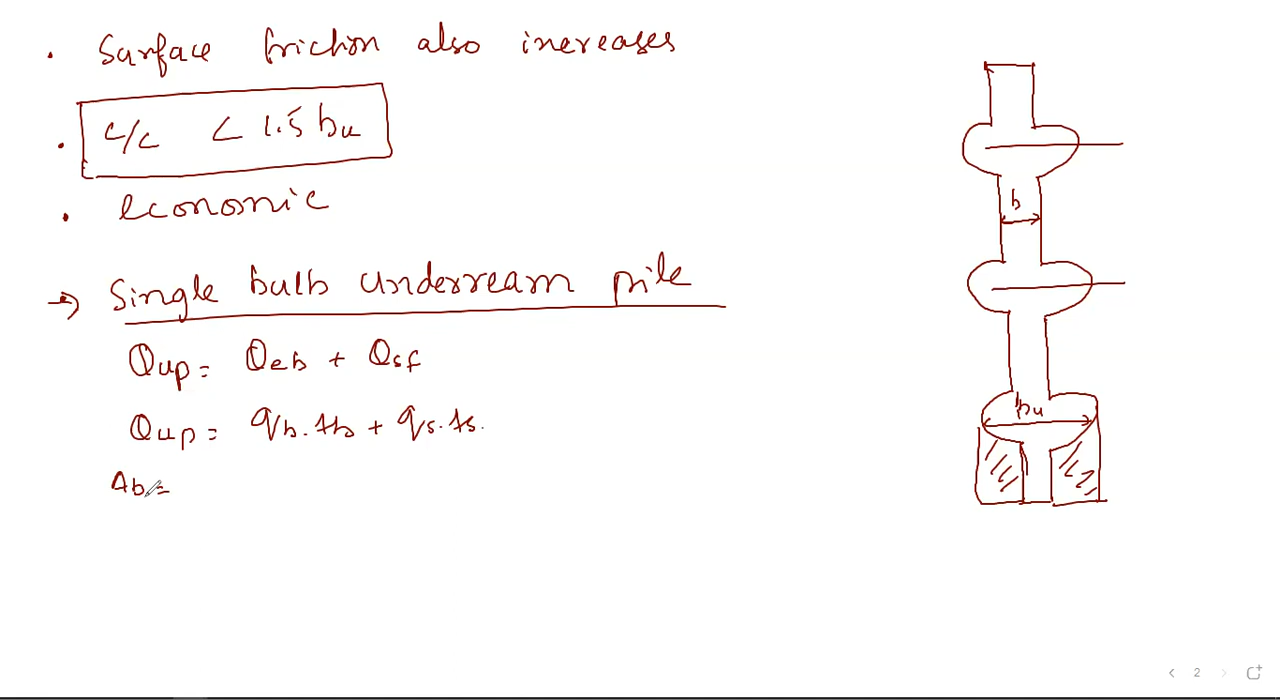 . Surface friction also increases
. c/c < 1.5 bu
. economic
→ Single bulb underream pile
Qup = Qeb + Qsf
Qup = qb.Ab + qs.As.
Ab=
b
bu
< 2 >